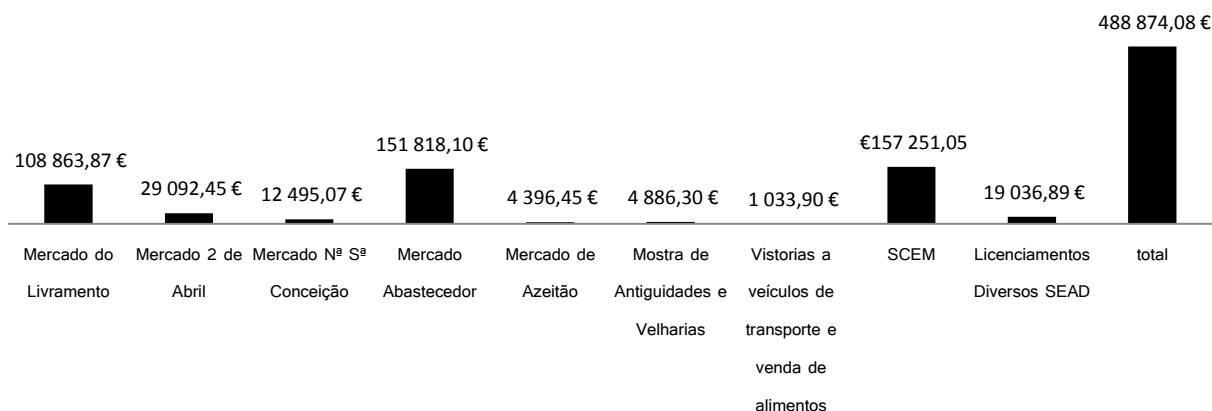 488 874,08 €
151 818,10 €
€157 251,05
108 863,87 €
29 092,45 €
12 495,07 €
4 396,45 €
4 886,30 €
1 033,90 €
19 036,89 €
Mercado do
Livramento
Mercado 2 de
Abril
Mercado Nª Sª
Conceição
Mercado
Abastecedor
Mercado de
Azeitão
Mostra de
Antiguidades e
Velharias
Vistorias a
veículos de
transporte e
venda de
alimentos
SCEM
Licenciamentos
Diversos SEAD
total